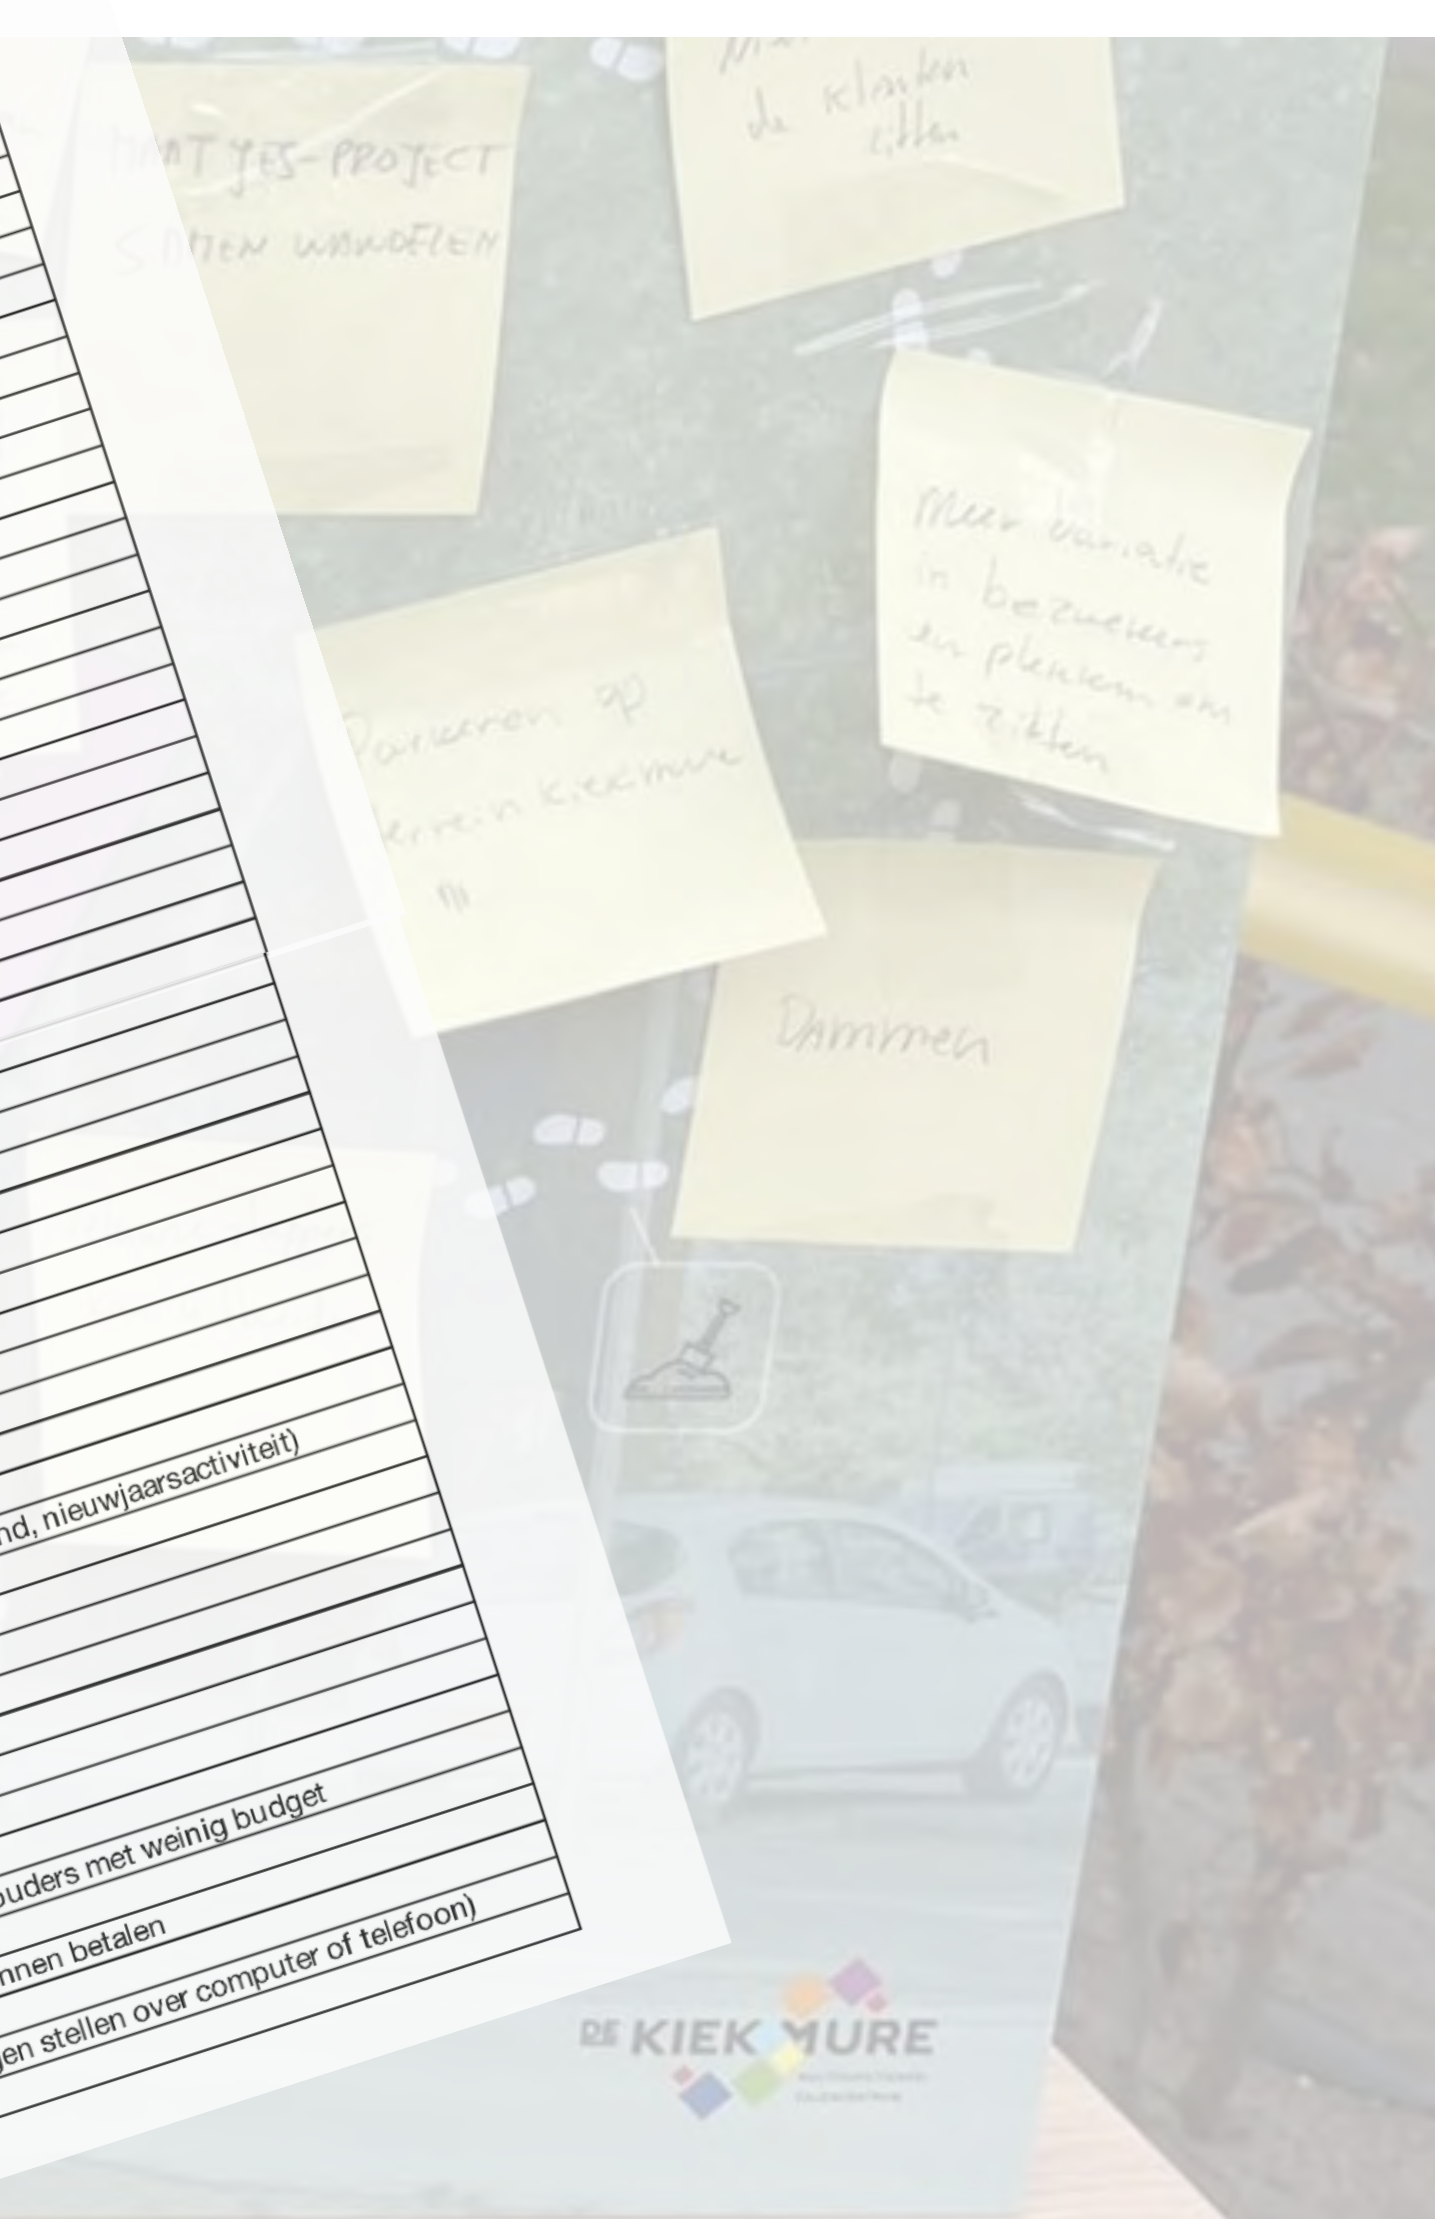 MAATJES-PROJECT
SAMEN WANDELEN
de klanten
zitten
Meer variatie
in bezoekers
en plekken om
te zitten
Parkeren op
terrein Kiekmure
Dammen
nd, nieuwjaarsactiviteit)
ouders met weinig budget
nnen betalen
gen stellen over computer of telefoon)
DE KIEKMURE